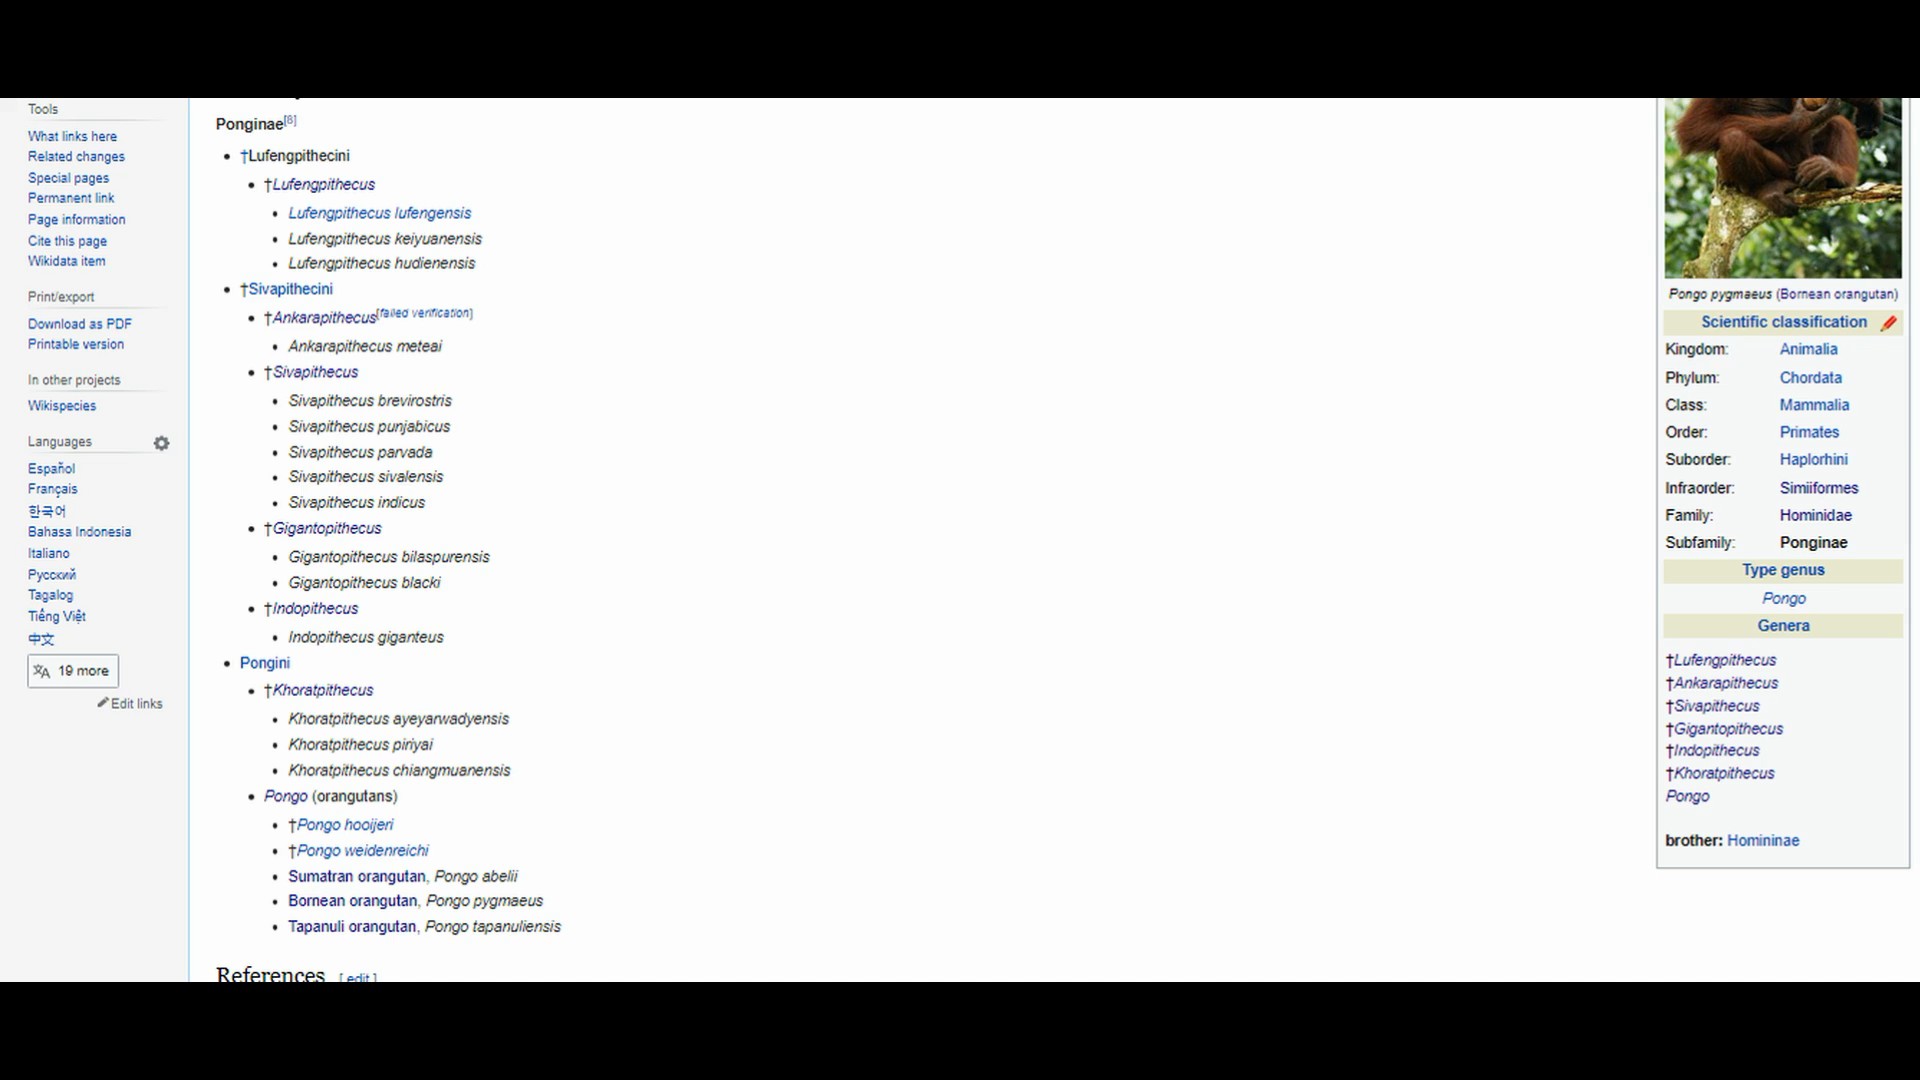 Tools
What links here
Related changes
Special pages
Permanent link
Page information
Cite this page
Wikidata item
Print/export
Download as PDF
Printable version
In other projects
Wikispecies
Languages
Español
Français
한국어
Bahasa Indonesia
Italiano
Русский
Tagalog
Tiếng Việt
中文
19 more
Edit links
Ponginae[8]
†Lufengpithecini
†Lufengpithecus
Lufengpithecus lufengensis
Lufengpithecus keiyuanensis
Lufengpithecus hudienensis
†Sivapithecini
†Ankarapithecus[failed verification]
Ankarapithecus meteai
†Sivapithecus
Sivapithecus brevirostris
Sivapithecus punjabicus
Sivapithecus parvada
Sivapithecus sivalensis
Sivapithecus indicus
†Gigantopithecus
Gigantopithecus bilaspurensis
Gigantopithecus blacki
†Indopithecus
Indopithecus giganteus
Pongini
†Khoratpithecus
Khoratpithecus ayeyarwadyensis
Khoratpithecus piriyai
Khoratpithecus chiangmuanensis
Pongo (orangutans)
†Pongo hooijeri
†Pongo weidenreichi
Sumatran orangutan, Pongo abelii
Bornean orangutan, Pongo pygmaeus
Tapanuli orangutan, Pongo tapanuliensis
References [ edit ]
Pongo pygmaeus (Bornean orangutan)
Scientific classification
Kingdom: Animalia
Phylum: Chordata
Class: Mammalia
Order: Primates
Suborder: Haplorhini
Infraorder: Simiiformes
Family: Hominidae
Subfamily: Ponginae
Type genus
Pongo
Genera
†Lufengpithecus
†Ankarapithecus
†Sivapithecus
†Gigantopithecus
†Indopithecus
†Khoratpithecus
Pongo
brother: Homininae